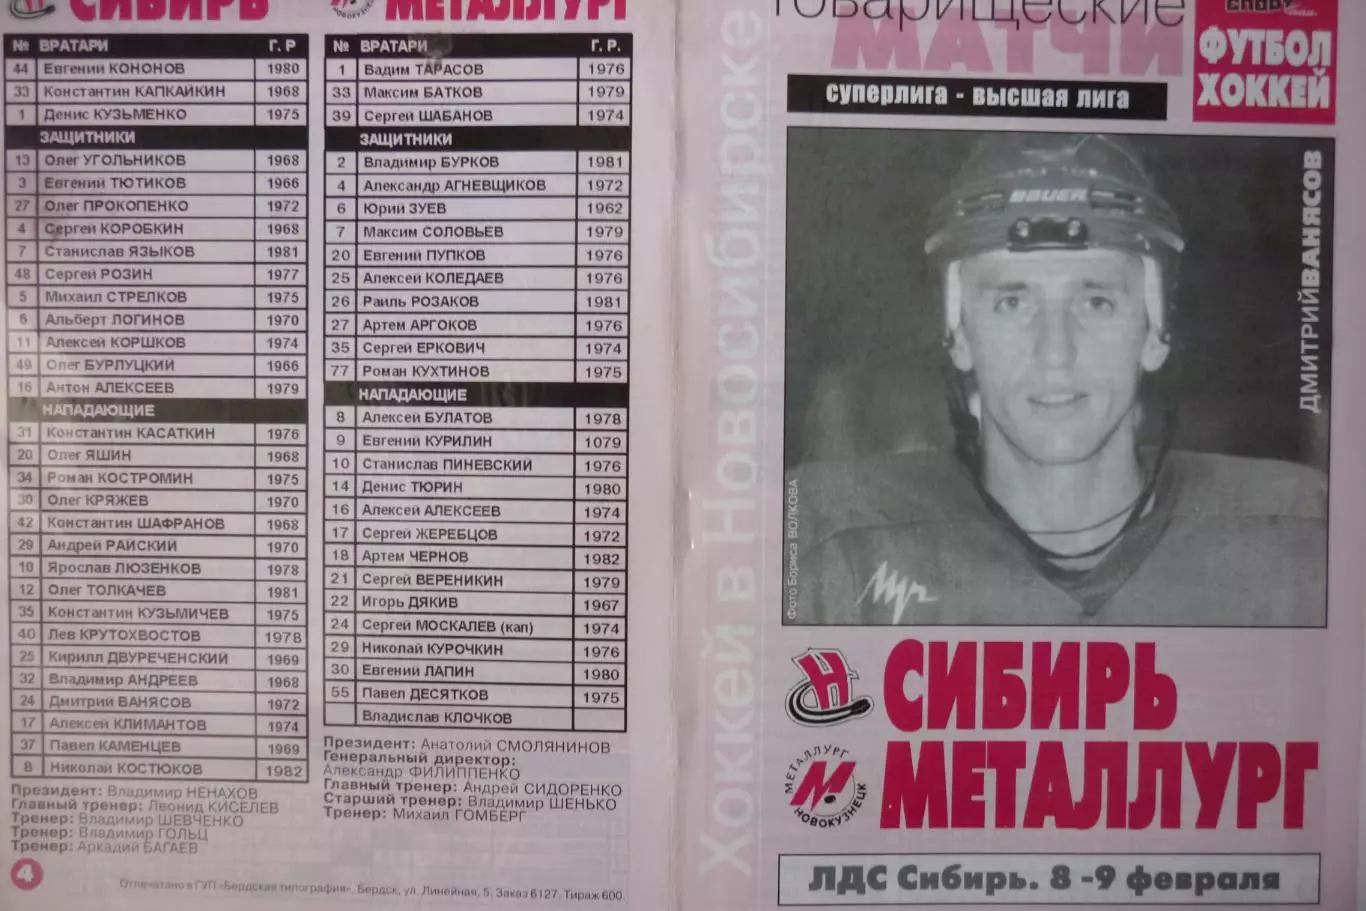 СИБИРЬ
№ ВРАТАРИ Г. Р
44 Евгений КОНОНОВ 1980
33 Константин КАПКАЙКИН 1968
1 Денис КУЗЬМЕНКО 1975
ЗАЩИТНИКИ
13 Олег УГОЛЬНИКОВ 1968
3 Евгений ТЮТИКОВ 1966
27 Олег ПРОКОПЕНКО 1972
4 Сергей КОРОБКИН 1968
7 Станислав ЯЗЫКОВ 1981
48 Сергей РОЗИН 1977
5 Михаил СТРЕЛКОВ 1975
6 Альберт ЛОГИНОВ 1970
11 Алексей КОРШКОВ 1974
49 Олег БУРЛУЦКИЙ 1966
16 Антон АЛЕКСЕЕВ 1979
НАПАДАЮЩИЕ
31 Константин КАСАТКИН 1976
20 Олег ЯШИН 1968
34 Роман КОСТРОМИН 1975
30 Олег КРЯЖЕВ 1970
42 Константин ШАФРАНОВ 1968
29 Андрей РАЙСКИЙ 1970
10 Ярослав ЛЮЗЕНКОВ 1978
12 Олег ТОЛКАЧЕВ 1981
35 Константин КУЗЬМИЧЕВ 1975
40 Лев КРУТОХВОСТОВ 1978
25 Кирилл ДВУРЕЧЕНСКИЙ 1969
32 Владимир АНДРЕЕВ 1968
24 Дмитрий ВАНЯСОВ 1972
17 Алексей КЛИМАНТОВ 1974
37 Павел КАМЕНЦЕВ 1969
8 Николай КОСТЮКОВ 1982
Президент: Владимир НЕНАХОВ
Главный тренер: Леонид КИСЕЛЕВ
Тренер: Владимир ШЕВЧЕНКО
Тренер: Владимир ГОЛЬЦ
Тренер: Аркадий БАГАЕВ
4
НОВОКУЗНЕЦК
МЕТАЛЛУРГ
№ ВРАТАРИ Г. Р.
1 Вадим ТАРАСОВ 1976
33 Максим БАТКОВ 1979
39 Сергей ШАБАНОВ 1974
ЗАЩИТНИКИ
2 Владимир БУРКОВ 1981
4 Александр АГНЕВЩИКОВ 1972
6 Юрий ЗУЕВ 1962
7 Максим СОЛОВЬЕВ 1979
20 Евгений ПУПКОВ 1976
25 Алексей КОЛЕДАЕВ 1976
26 Раиль РОЗАКОВ 1981
27 Артем АРГОКОВ 1976
35 Сергей ЕРКОВИЧ 1974
77 Роман КУХТИНОВ 1975
НАПАДАЮЩИЕ
8 Алексей БУЛАТОВ 1978
9 Евгений КУРИЛИН 1079
10 Станислав ПИНЕВСКИЙ 1976
14 Денис ТЮРИН 1980
16 Алексей АЛЕКСЕЕВ 1974
17 Сергей ЖЕРЕБЦОВ 1972
18 Артем ЧЕРНОВ 1982
21 Сергей ВЕРЕНИКИН 1979
22 Игорь ДЯКИВ 1967
24 Сергей МОСКАЛЕВ (кап) 1974
29 Николай КУРОЧКИН 1976
30 Евгений ЛАПИН 1980
55 Павел ДЕСЯТКОВ 1975
Владислав КЛОЧКОВ
Президент: Анатолий СМОЛЯНИНОВ
Генеральный директор:
Александр ФИЛИППЕНКО
Главный тренер: Андрей СИДОРЕНКО
Старший тренер: Владимир ШЕНЬКО
Тренер: Михаил ГОМБЕРГ
Отпечатано в ГУП «Бердская типография», Бердск, ул. Линейная, 5, Заказ 6127. Тираж 600.
Хоккей в Новосибирске
товарищеские
МАТЧИ
суперлига - высшая лига
СПОРТ
ФУТБОЛ
ХОККЕЙ
BAUER
ДМИТРИЙ ВАНЯСОВ
Фото Бориса ВОЛКОВА
СИБИРЬ
МЕТАЛЛУРГ
НОВОКУЗНЕЦК
МЕТАЛЛУРГ
ЛДС Сибирь. 8 -9 февраля